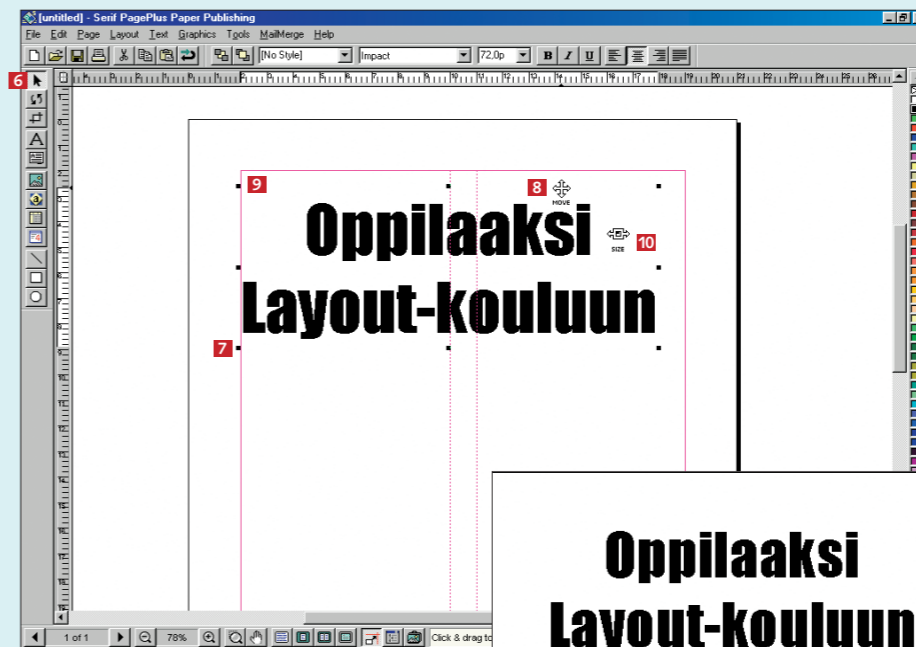 [untitled] - Serif PagePlus Paper Publishing
File Edit Page Layout Text Graphics Tools MailMerge Help
[No Style] Impact 72,0p B I U
6
9
8
MOVE
Oppilaaksi
10
SIZE
Layout-kouluun
7
Oppilaaksi
Layout-kouluun
1 of 1 78% Click & drag to